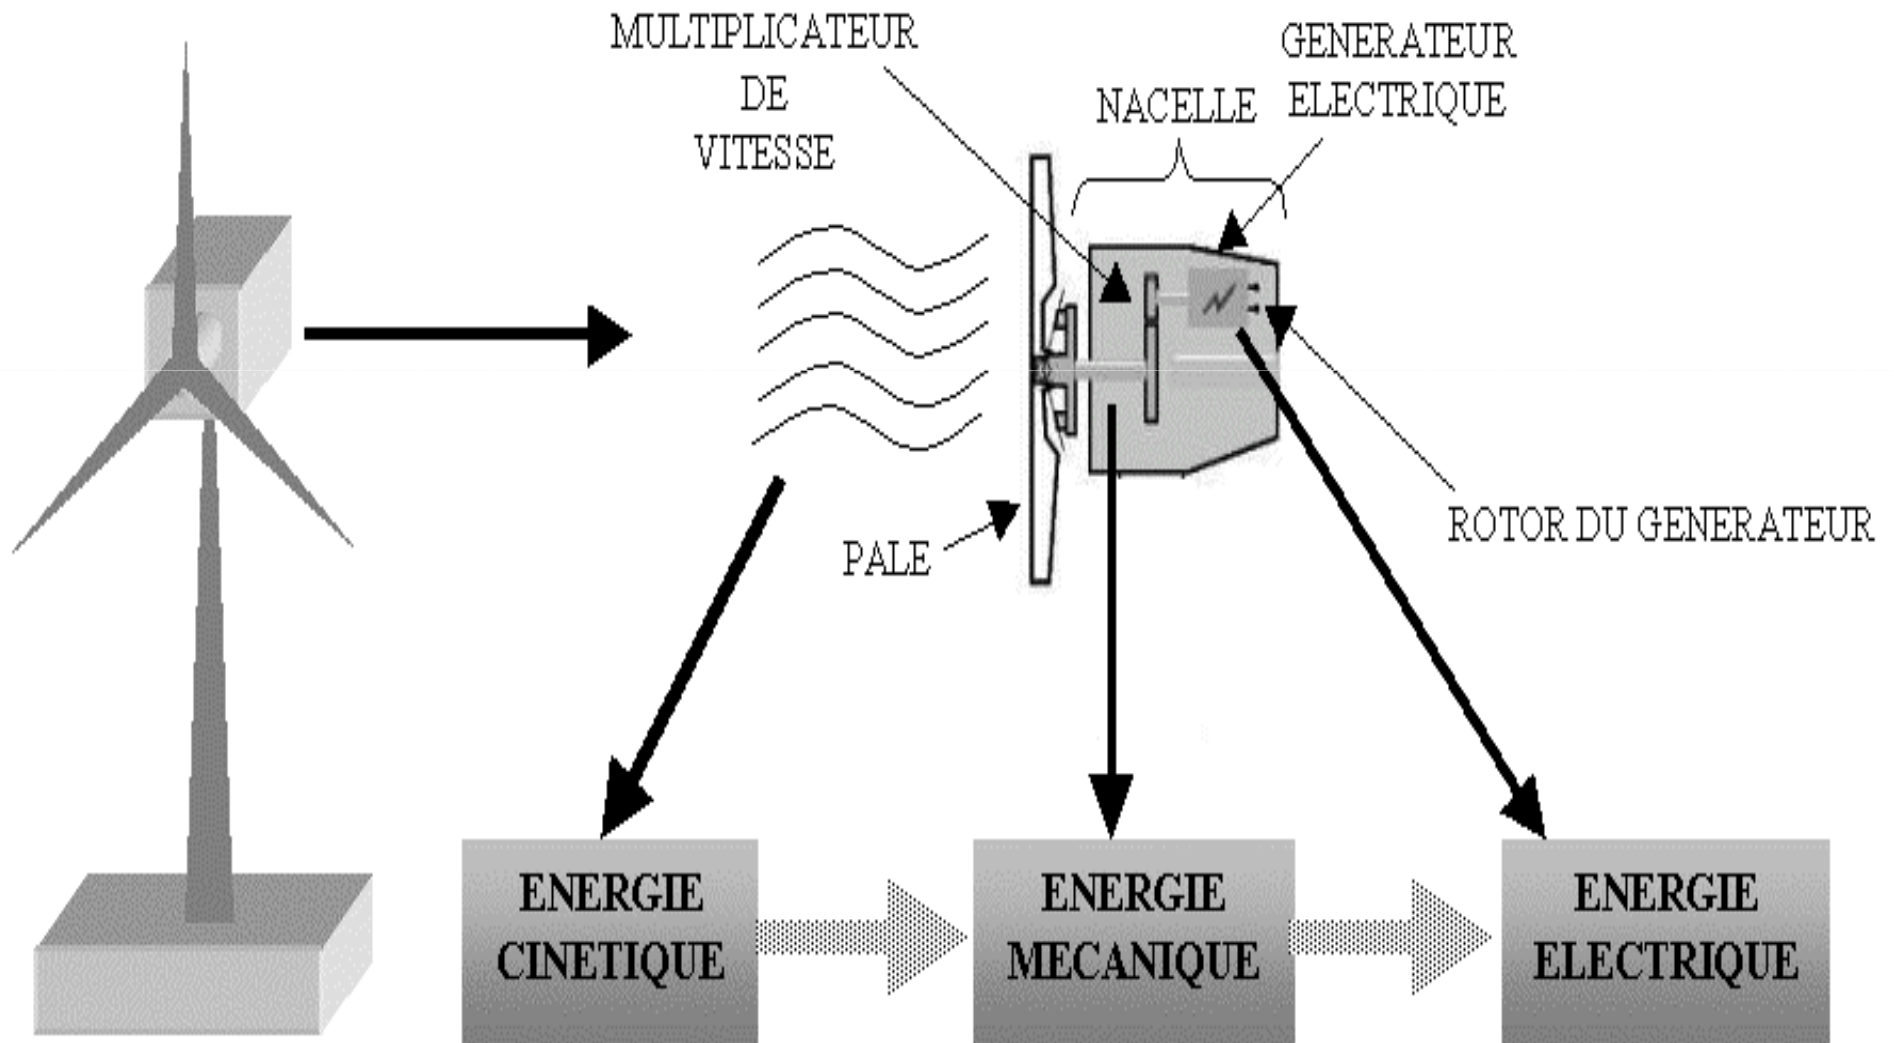 MULTIPLICATEUR
DE
VITESSE
NACELLE
GENERATEUR
ELECTRIQUE
PALE
ROTOR DU GENERATEUR
ENERGIE
CINETIQUE
ENERGIE
MECANIQUE
ENERGIE
ELECTRIQUE